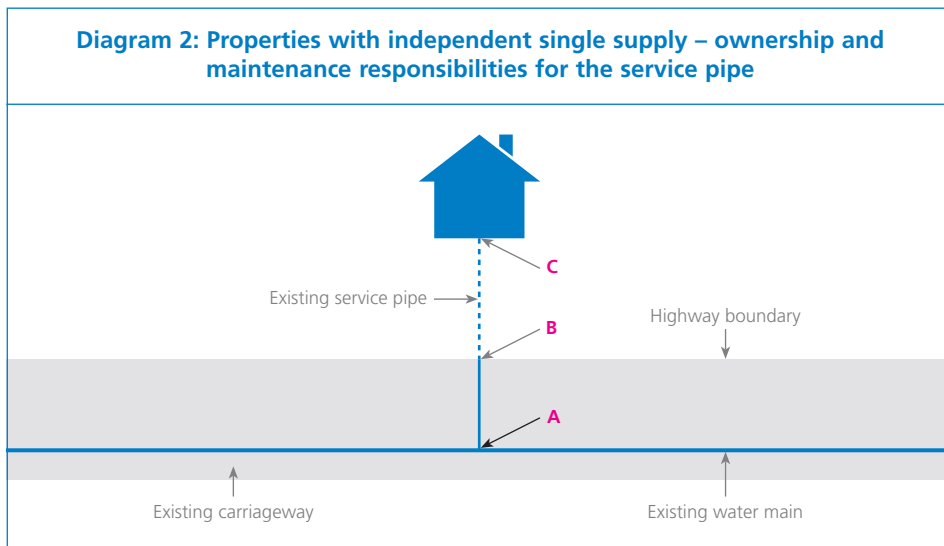 Diagram 2: Properties with independent single supply – ownership and
maintenance responsibilities for the service pipe
C
Existing service pipe
Highway boundary
B
A
Existing carriageway
Existing water main